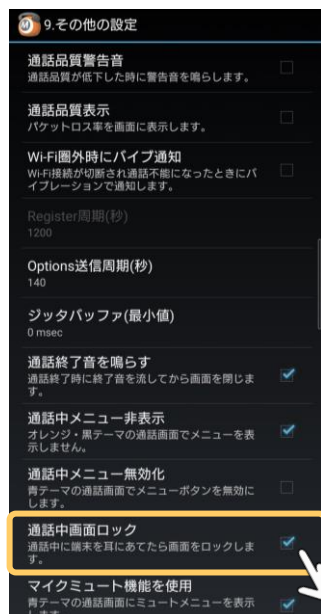 9.その他の設定
通話品質警告音
通話品質が低下した時に警告音を鳴らします。
通話品質表示
パケットロス率を画面に表示します。
Wi-Fi圏外時にバイブ通知
Wi-Fi接続が切断され通話不能になったときにバ
イブレーションで通知します。
Register周期(秒)
1200
Options送信周期(秒)
140
ジッタバッファ(最小値)
0 msec
通話終了音を鳴らす
通話終了時に終了音を流してから画面を閉じま
す。
通話中メニュー非表示
オレンジ・黒テーマの通話画面でメニューを表
示しません。
通話中メニュー無効化
青テーマの通話画面でメニューボタンを無効に
します。
通話中画面ロック
通話中に端末を耳にあてたら画面をロックしま
す。
マイクミュート機能を使用
青テーマの通話画面にミュートメニューを表示
します。